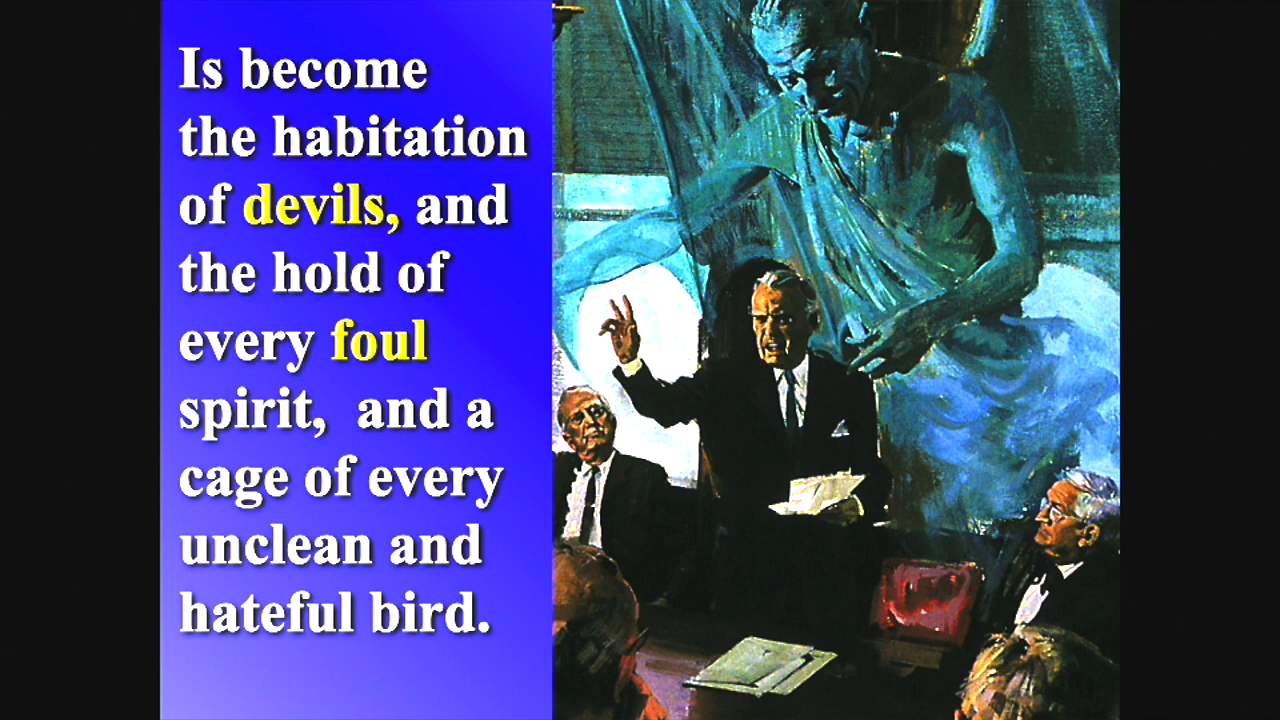 Is become
the habitation
of devils, and
the hold of
every foul
spirit,  and a
cage of every
unclean and
hateful bird.